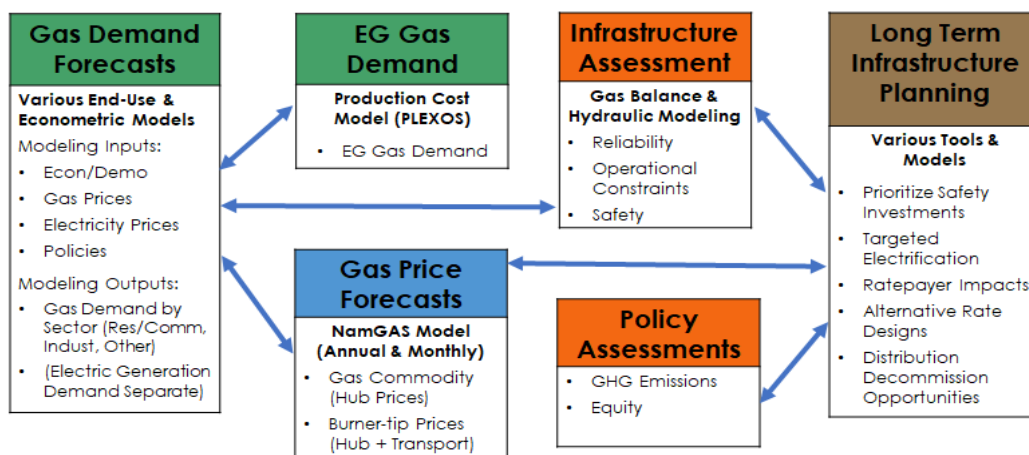 Gas Demand
Forecasts
Various End-Use &
Econometric Models
Modeling Inputs:
• Econ/Demo
• Gas Prices
• Electricity Prices
• Policies
Modeling Outputs:
• Gas Demand by
Sector (Res/Comm,
Indust, Other)
• (Electric Generation
Demand Separate)
EG Gas
Demand
Production Cost
Model (PLEXOS)
• EG Gas Demand
Gas Price
Forecasts
NamGAS Model
(Annual & Monthly)
• Gas Commodity
(Hub Prices)
• Burner-tip Prices
(Hub + Transport)
Infrastructure
Assessment
Gas Balance &
Hydraulic Modeling
• Reliability
• Operational
Constraints
• Safety
Policy
Assessments
• GHG Emissions
• Equity
Long Term
Infrastructure
Planning
Various Tools &
Models
• Prioritize Safety
Investments
• Targeted
Electrification
• Ratepayer Impacts
• Alternative Rate
Designs
• Distribution
Decommission
Opportunities